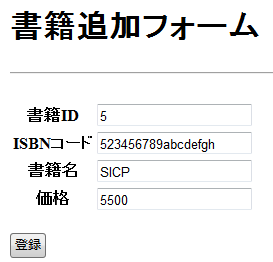 書籍追加フォーム
書籍ID 5
ISBNコード 523456789abcdefgh
書籍名 SICP
価格 5500
登録